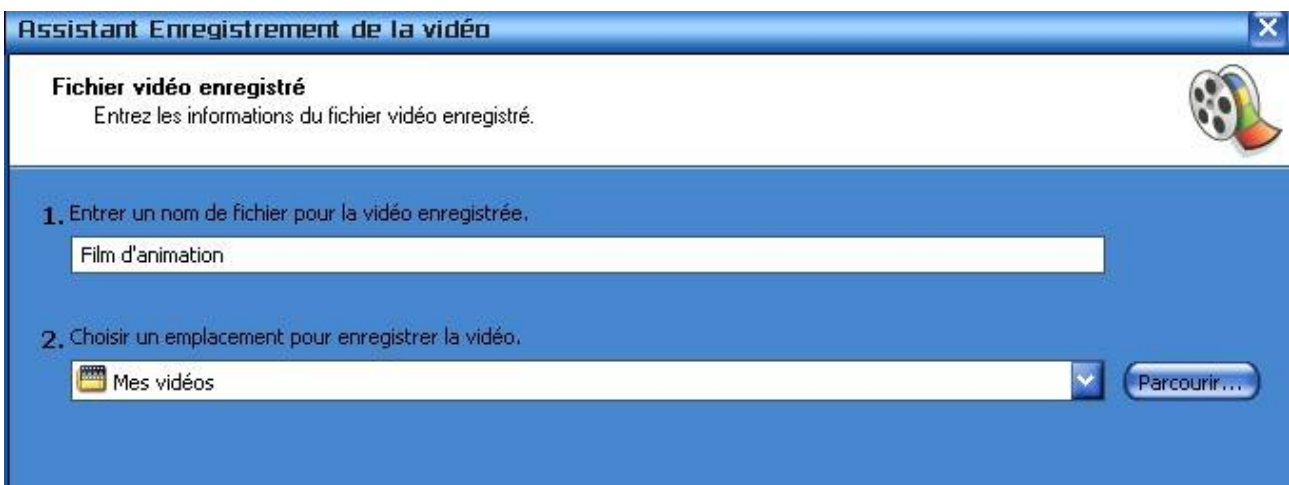 Assistant Enregistrement de la vidéo
Fichier vidéo enregistré
Entrez les informations du fichier vidéo enregistré.
1. Entrer un nom de fichier pour la vidéo enregistrée.
Film d'animation
2. Choisir un emplacement pour enregistrer la vidéo.
Mes vidéos
Parcourir...